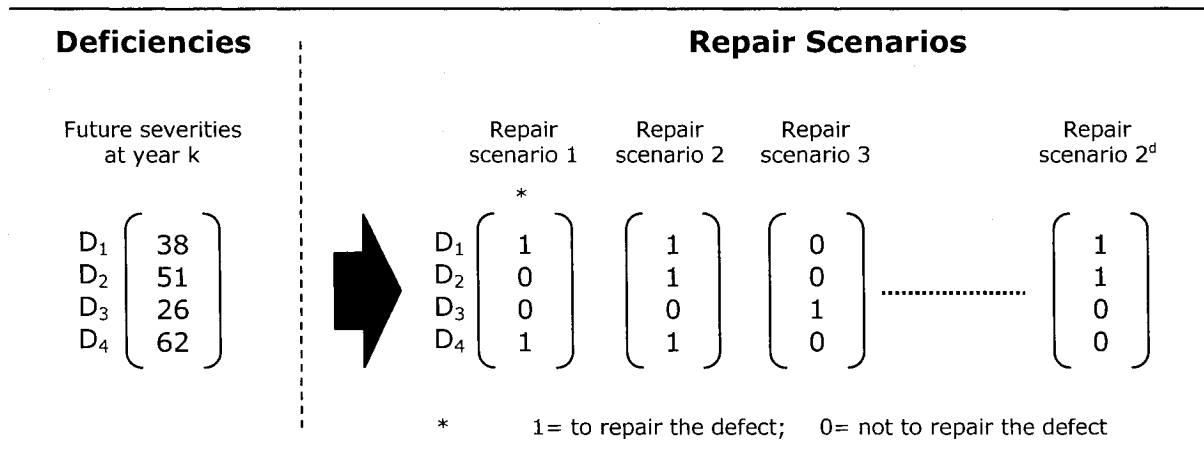 Deficiencies Repair Scenarios
Future severities
at year k
Repair
scenario 1
Repair
scenario 2
Repair
scenario 3
Repair
scenario 2ᵈ
*
D₁ 38 D₁ 1 1 0 1
D₂ 51 D₂ 0 1 0 1
D₃ 26 D₃ 0 0 1 0
D₄ 62 D₄ 1 1 0 0
* 1= to repair the defect; 0= not to repair the defect